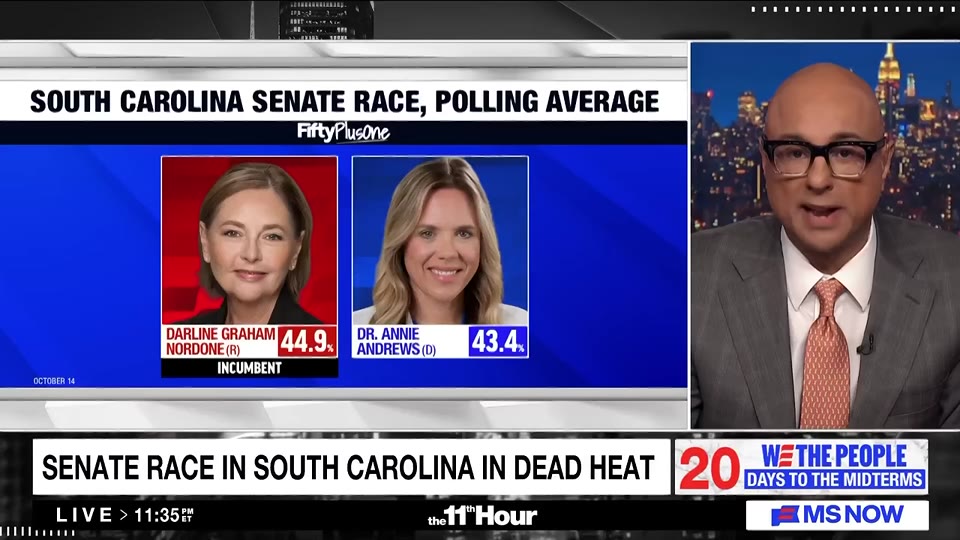 SOUTH CAROLINA SENATE RACE, POLLING AVERAGE
FiftyPlusOne
DARLINE GRAHAM
NORDONE (R)
44.9%
INCUMBENT
DR. ANNIE
ANDREWS (D)
43.4%
OCTOBER 14
SENATE RACE IN SOUTH CAROLINA IN DEAD HEAT
20
WE THE PEOPLE
DAYS TO THE MIDTERMS
LIVE > 11:35 PM ET
the 11th Hour
MS NOW